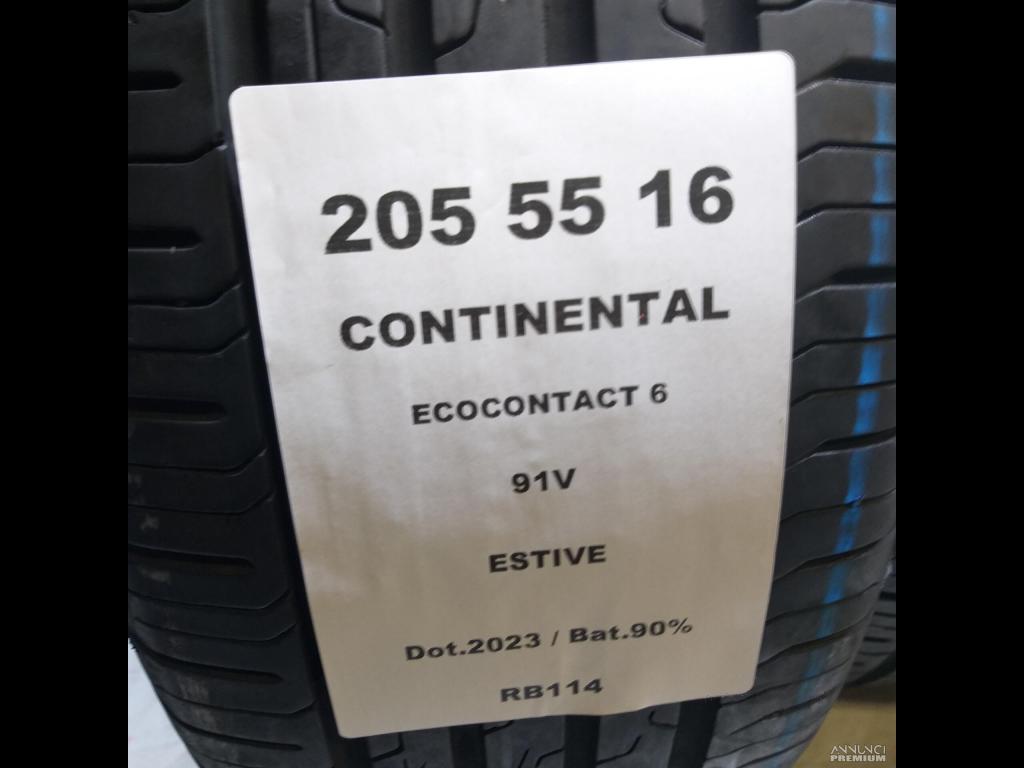 205 55 16
CONTINENTAL
ECOCONTACT 6
91V
ESTIVE
Dot.2023 / Bat.90%
RB114
ANNUNCI
PREMIUM